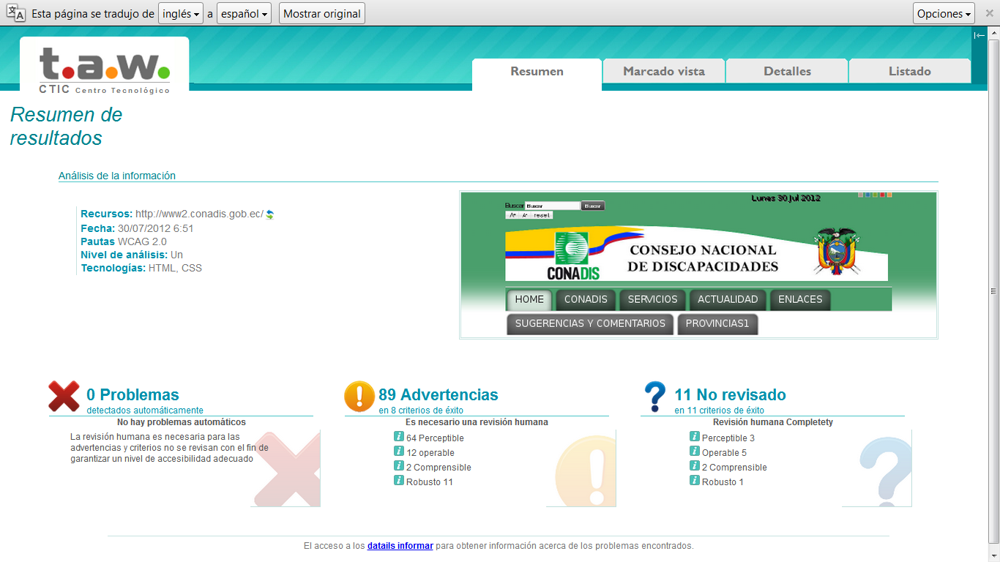 Esta página se tradujo de inglés a español Mostrar original Opciones
t.a.w.
CTIC Centro Tecnológico
Resumen Marcado vista Detalles Listado
Resumen de
resultados
Análisis de la información
Recursos: http://www2.conadis.gob.ec/
Fecha: 30/07/2012 6:51
Pautas WCAG 2.0
Nivel de análisis: Un
Tecnologías: HTML, CSS
Lunes 30 Jul 2012
Buscar Buscar Buscar
A+ A- reset
CONADIS
CONSEJO NACIONAL
DE DISCAPACIDADES
HOME CONADIS SERVICIOS ACTUALIDAD ENLACES
SUGERENCIAS Y COMENTARIOS PROVINCIAS1
0 Problemas
detectados automáticamente
No hay problemas automáticos
La revisión humana es necesaria para las
advertencias y criterios no se revisan con el fin de
garantizar un nivel de accesibilidad adecuado
89 Advertencias
en 8 criterios de éxito
Es necesario una revisión humana
64 Perceptible
12 operable
2 Comprensible
Robusto 11
11 No revisado
en 11 criterios de éxito
Revisión humana Completety
Perceptible 3
Operable 5
2 Comprensible
Robusto 1
El acceso a los datails informar para obtener información acerca de los problemas encontrados.